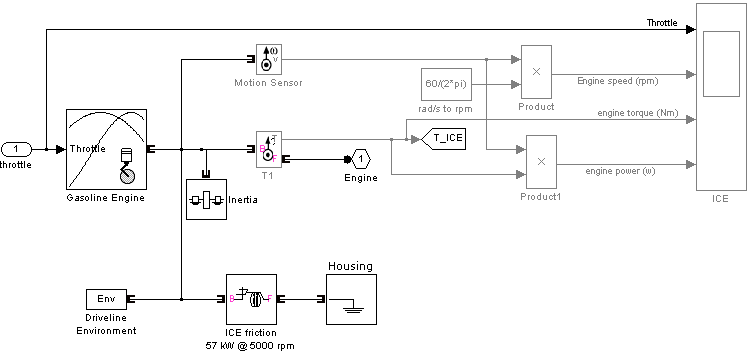 Throttle
ω
v
Motion Sensor
60/(2*pi)
rad/s to rpm
×
Product
Engine speed (rpm)
engine torque (Nm)
1
throttle
Throttle
Gasoline Engine
B
F
T
T1
T_ICE
1
Engine
×
Product1
engine power (w)
ICE
Inertia
Env
Driveline
Environment
B
F
ICE friction
57 kW @ 5000 rpm
Housing